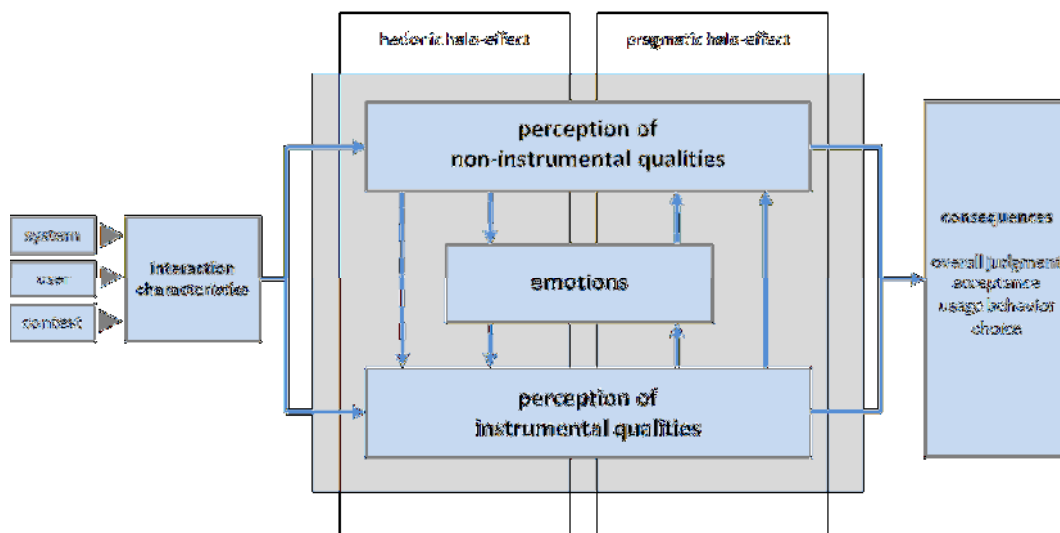 hedonic halo-effect
pragmatic halo-effect
perception of
non-instrumental qualities
system
user
context
interaction
characteristics
emotions
perception of
instrumental qualities
consequences
overall judgment
acceptance
usage behavior
choice